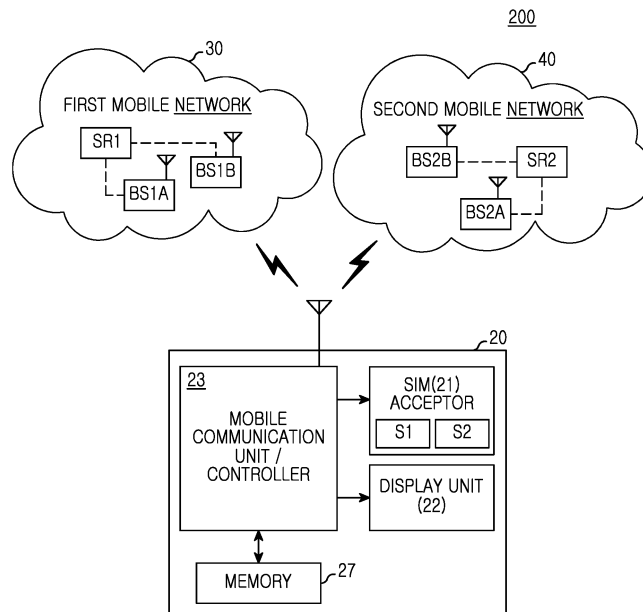 200
30
40
FIRST MOBILE NETWORK
SR1
BS1B
BS1A
SECOND MOBILE NETWORK
BS2B
SR2
BS2A
20
23
MOBILE
COMMUNICATION
UNIT /
CONTROLLER
SIM(21)
ACCEPTOR
S1
S2
DISPLAY UNIT
(22)
MEMORY
27